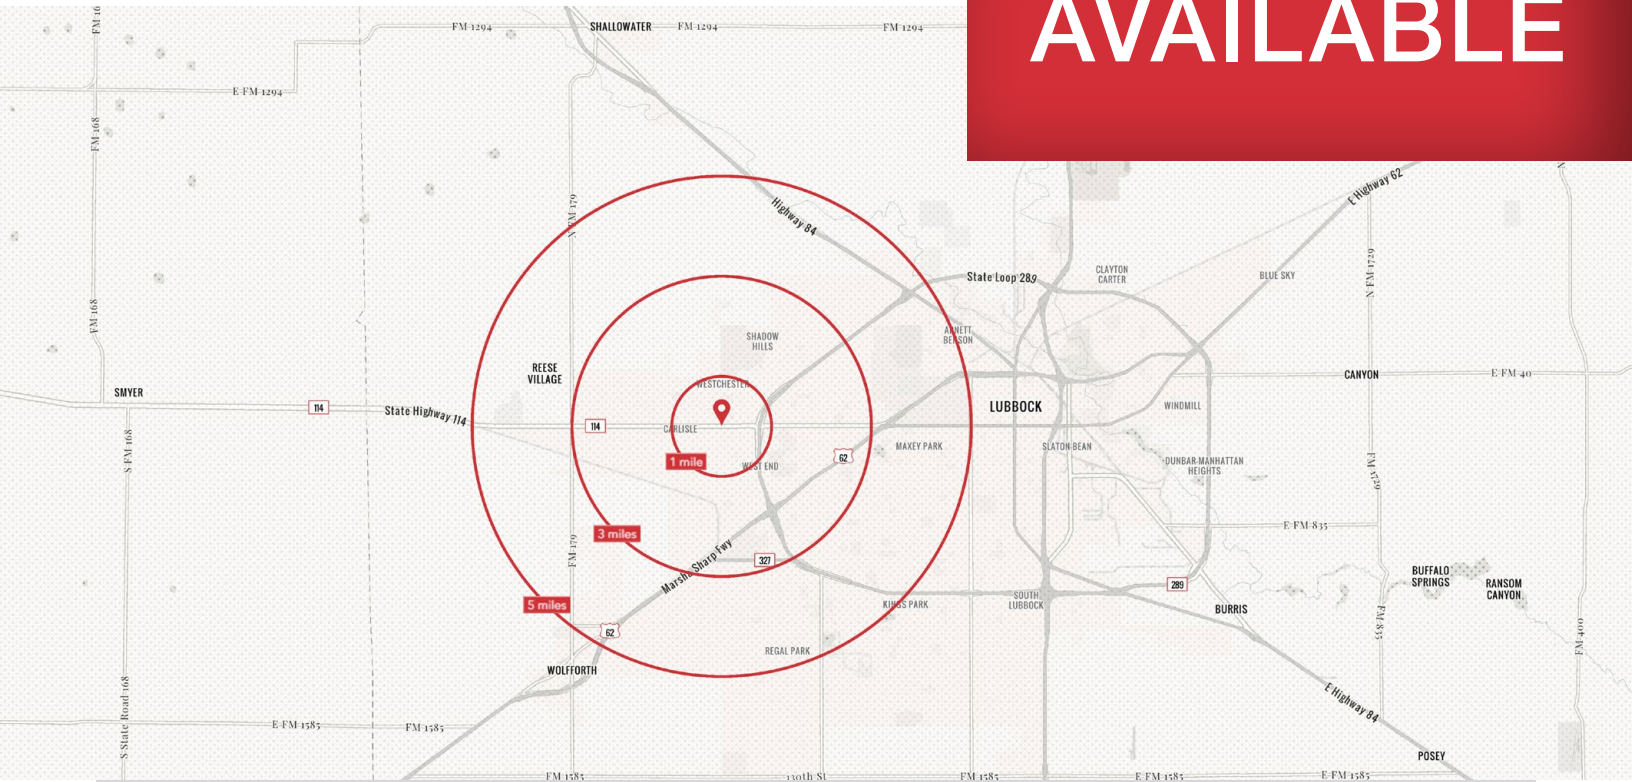 AVAILABLE
FM 1294
SHALLOWATER
FM 1294
FM 1294
E FM 1294
FM 168
FM 168
S FM 168
S State Road 168
N FM 179
FM 179
Highway 84
E Highway 62
State Loop 289
CLAYTON
CARTER
BLUE SKY
N FM 1729
FM 1729
SHADOW
HILLS
ARNETT
BENSON
REESE
VILLAGE
WESTCHESTER
SMYER
114
State Highway 114
114
CARLISLE
LUBBOCK
CANYON
E FM 40
WINDMILL
MAXEY PARK
SLATON BEAN
DUNBAR-MANHATTAN
HEIGHTS
1 mile
WEST END
62
3 miles
Marsha Sharp Fwy
327
E FM 835
FM 835
FM 400
5 miles
62
KINGS PARK
SOUTH
LUBBOCK
289
BURRIS
BUFFALO
SPRINGS
RANSOM
CANYON
WOLFFORTH
REGAL PARK
E Highway 84
E FM 1585
FM 1585
POSEY
FM 1585
130th St
FM 1585
E FM 1585
E FM 1585